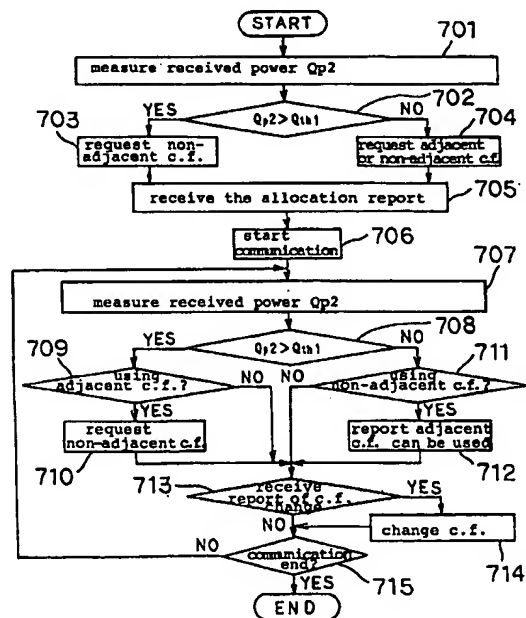 START
701
measure received power Qp2
702
YES
Qp2>Qth1
NO
704
703
request non-
adjacent c.f.
request adjacent
or non-adjacent c.f
receive the allocation report
705
start
communication
706
707
measure received power Qp2
708
YES
Qp2>Qth1
NO
709
711
using
adjacent c.f.?
NO
NO
using
non-adjacent c.f.?
YES
YES
request
non-adjacent c.f.
report adjacent
c.f. can be used
710
712
713
receive
report of c.f.
change
YES
NO
change c.f.
714
NO
communication
end?
715
YES
END